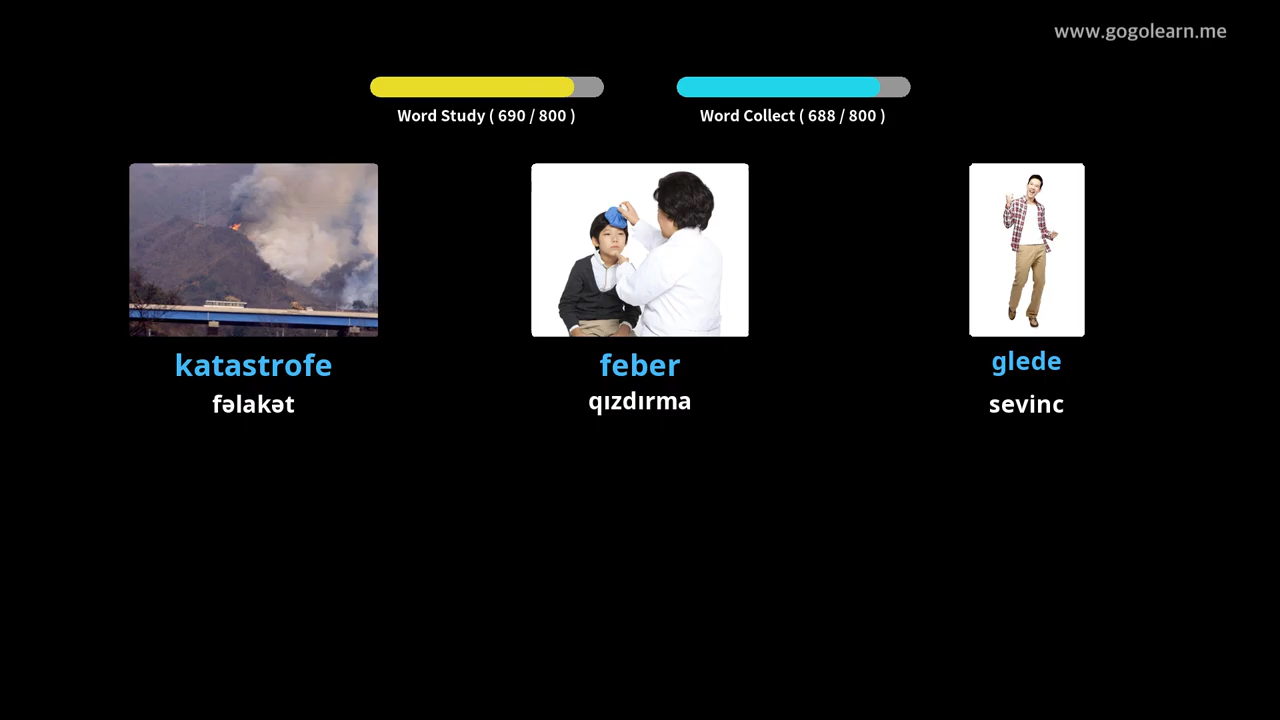 www.gogolearn.me
Word Study ( 690 / 800 )
Word Collect ( 688 / 800 )
katastrofe
fəlakət
feber
qızdırma
glede
sevinc